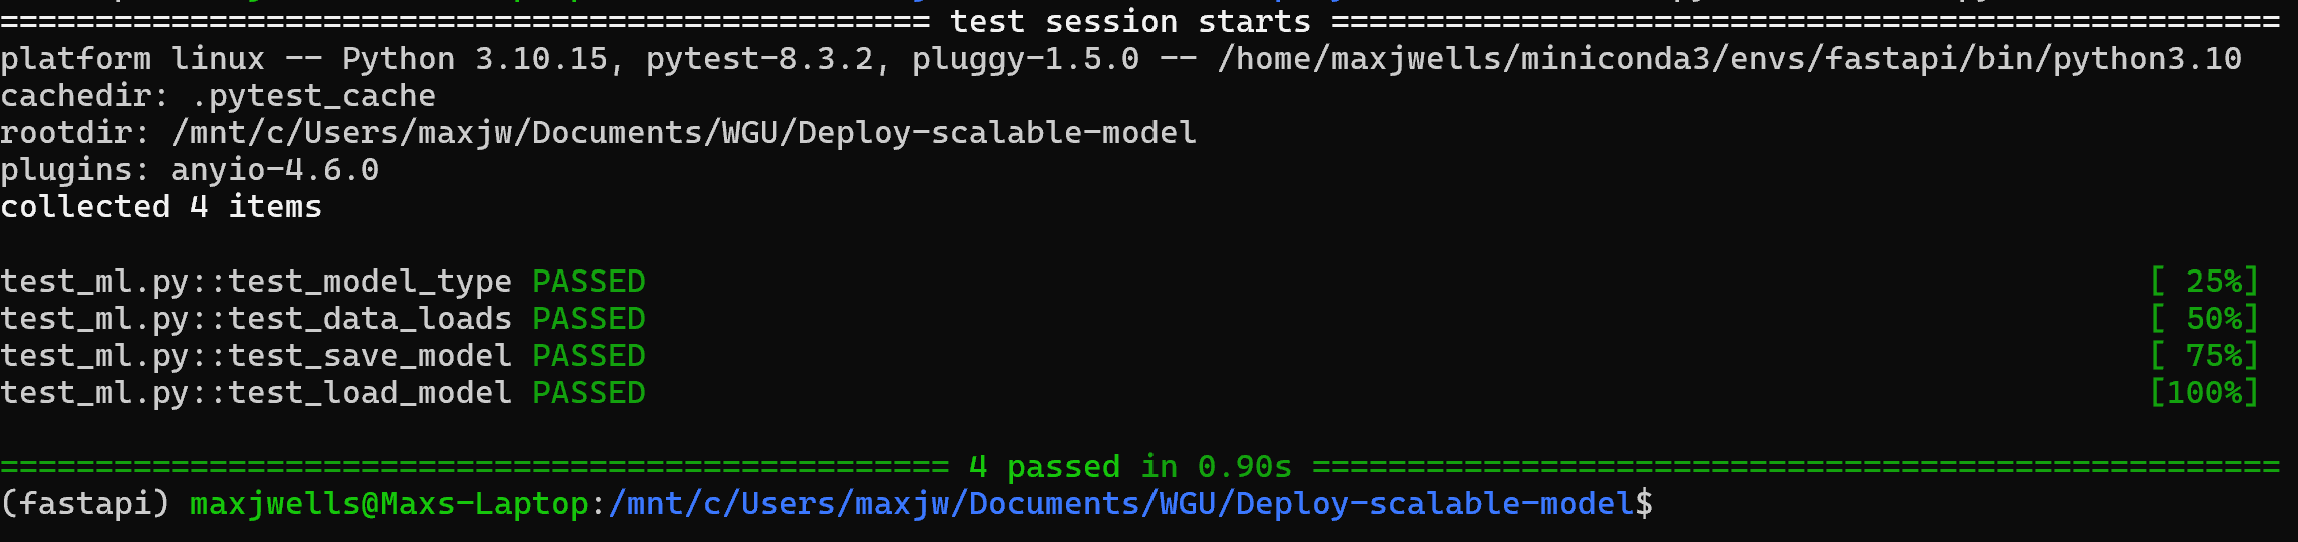 ================================================= test session starts ==================================================
platform linux -- Python 3.10.15, pytest-8.3.2, pluggy-1.5.0 -- /home/maxjwells/miniconda3/envs/fastapi/bin/python3.10
cachedir: .pytest_cache
rootdir: /mnt/c/Users/maxjw/Documents/WGU/Deploy-scalable-model
plugins: anyio-4.6.0
collected 4 items
test_ml.py::test_model_type PASSED [ 25%]
test_ml.py::test_data_loads PASSED [ 50%]
test_ml.py::test_save_model PASSED [ 75%]
test_ml.py::test_load_model PASSED [100%]
================================================== 4 passed in 0.90s ===================================================
(fastapi) maxjwells@Maxs-Laptop:/mnt/c/Users/maxjw/Documents/WGU/Deploy-scalable-model$